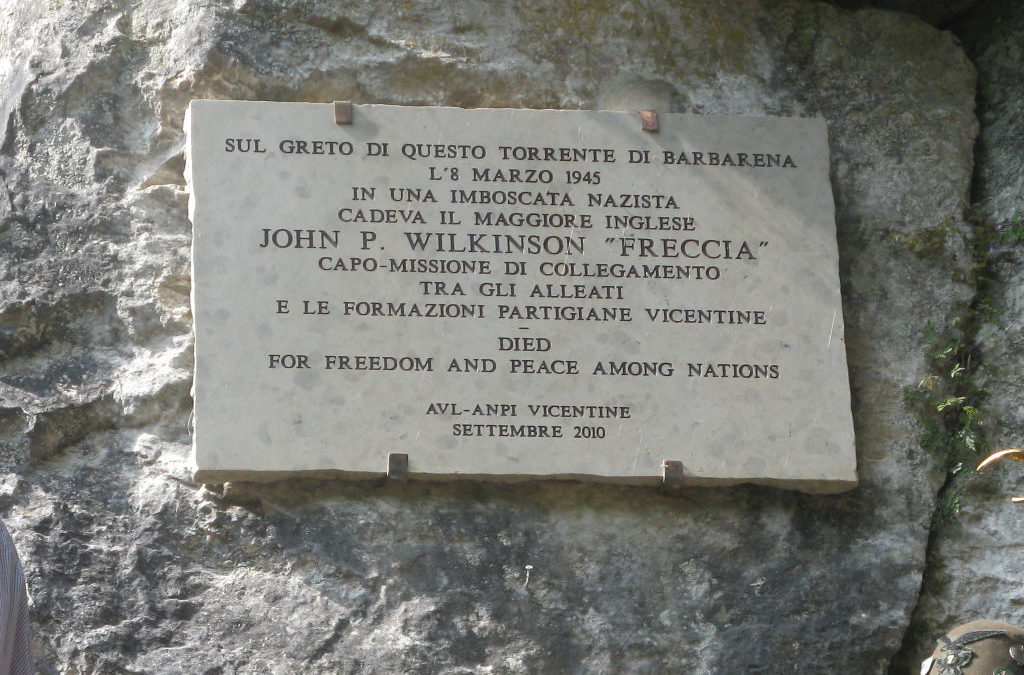 SUL GRETO DI QUESTO TORRENTE DI BARBARENA
L'8 MARZO 1945
IN UNA IMBOSCATA NAZISTA
CADEVA IL MAGGIORE INGLESE
JOHN P. WILKINSON "FRECCIA"
CAPO-MISSIONE DI COLLEGAMENTO
TRA GLI ALLEATI
E LE FORMAZIONI PARTIGIANE VICENTINE
–
DIED
FOR FREEDOM AND PEACE AMONG NATIONS
AVL-ANPI VICENTINE
SETTEMBRE 2010